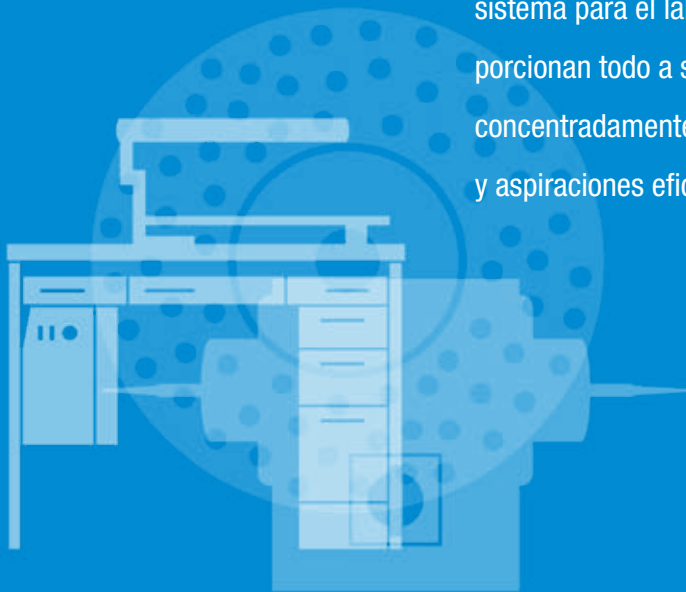 sistema para el la
porcionan todo a s
concentradamente
y aspiraciones efic